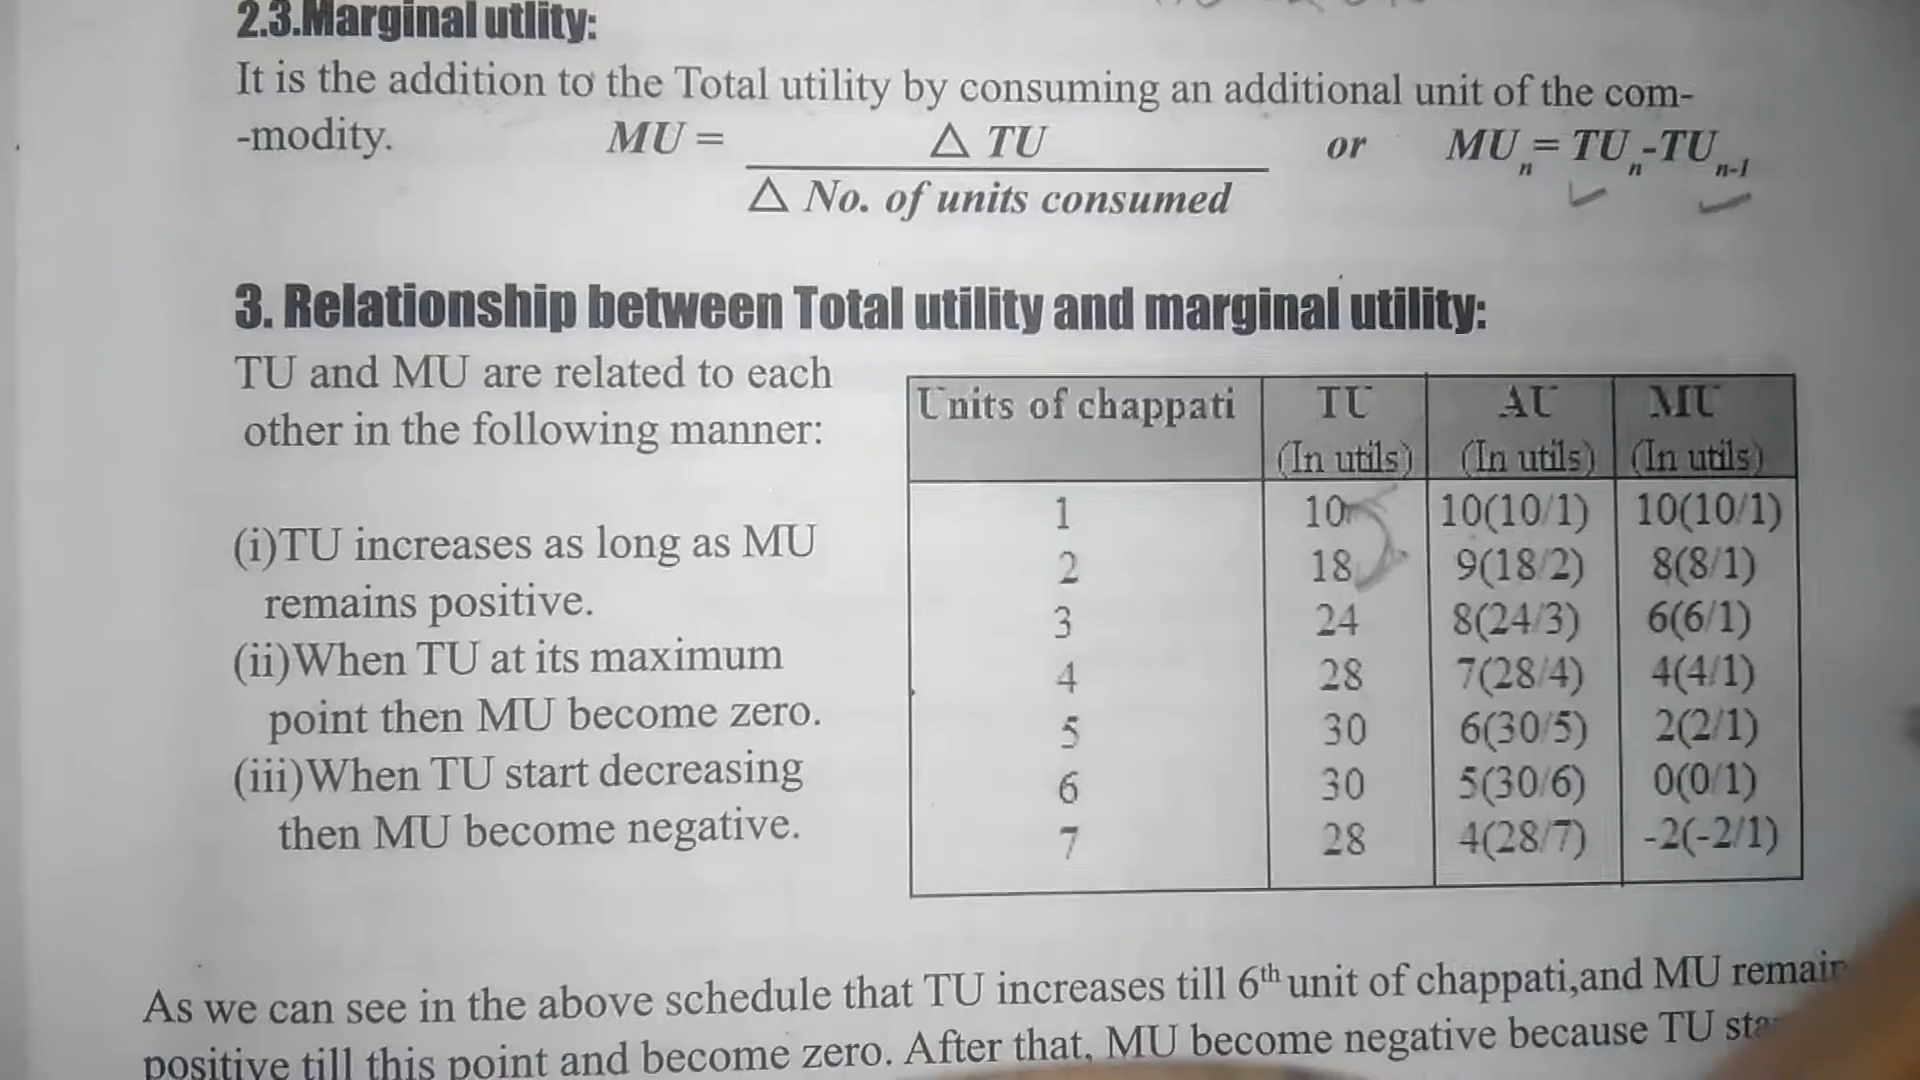 2.3.Marginal utlity:
It is the addition to the Total utility by consuming an additional unit of the com-
-modity. MU = △ TU or MUn = TUn-TUn-1
△ No. of units consumed
3. Relationship between Total utility and marginal utility:
TU and MU are related to each
other in the following manner:
(i)TU increases as long as MU
remains positive.
(ii)When TU at its maximum
point then MU become zero.
(iii)When TU start decreasing
then MU become negative.
Units of chappati TU AU MU
(In utils) (In utils) (In utils)
1 10 10(10/1) 10(10/1)
2 18 9(18/2) 8(8/1)
3 24 8(24/3) 6(6/1)
4 28 7(28/4) 4(4/1)
5 30 6(30/5) 2(2/1)
6 30 5(30/6) 0(0/1)
7 28 4(28/7) -2(-2/1)
As we can see in the above schedule that TU increases till 6th unit of chappati,and MU remain
positive till this point and become zero. After that, MU become negative because TU